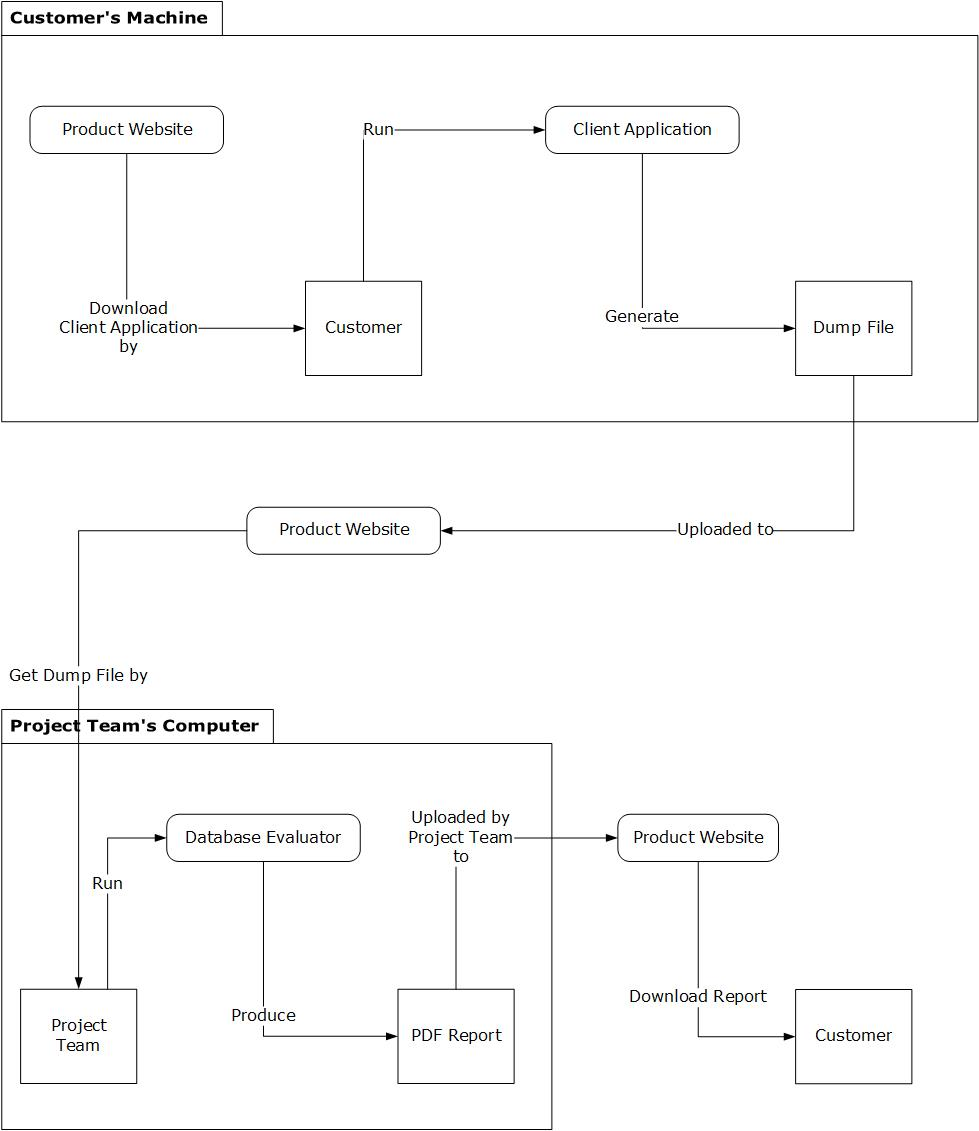 Customer's Machine
Product Website
Run
Client Application
Download
Client Application
by
Customer
Generate
Dump File
Product Website
Uploaded to
Get Dump File by
Project Team's Computer
Database Evaluator
Uploaded by
Project Team
to
Product Website
Run
Produce
Download Report
Project
Team
PDF Report
Customer